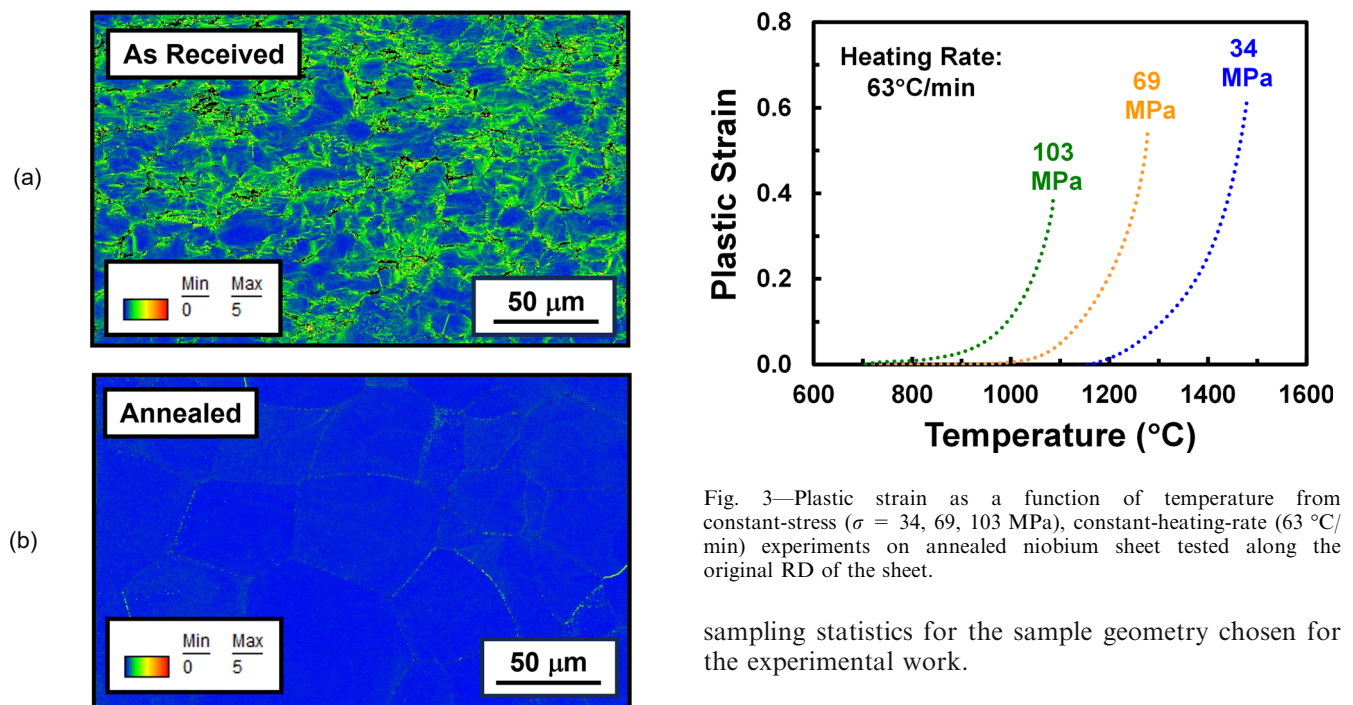 (a)
As Received
Min Max
0 5
50 μm
(b)
Annealed
Min Max
0 5
50 μm
0.8
0.6
0.4
0.2
0.0
Plastic Strain
Heating Rate:
63°C/min
103
MPa
69
MPa
34
MPa
600 800 1000 1200 1400 1600
Temperature (°C)
Fig. 3—Plastic strain as a function of temperature from
constant-stress (σ = 34, 69, 103 MPa), constant-heating-rate (63 °C/
min) experiments on annealed niobium sheet tested along the
original RD of the sheet.
sampling statistics for the sample geometry chosen for
the experimental work.